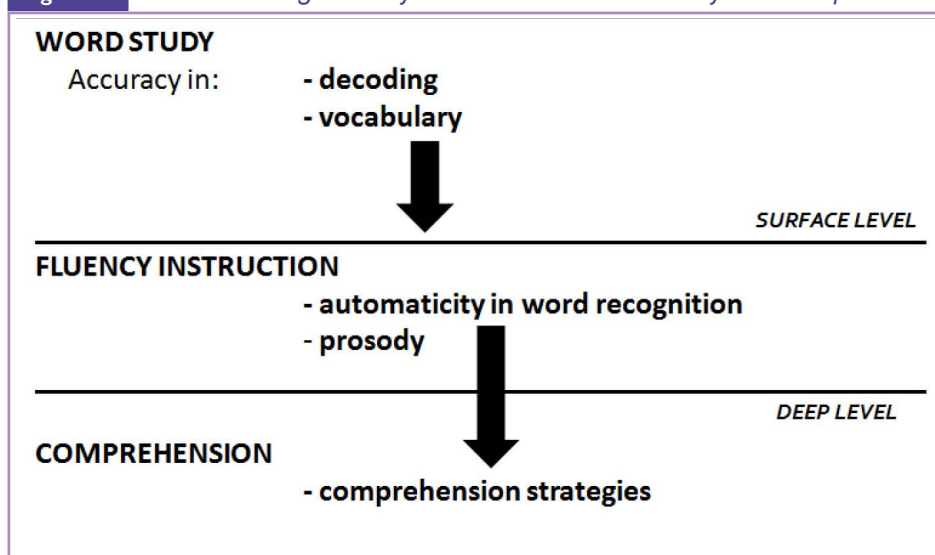 WORD STUDY
Accuracy in: - decoding
- vocabulary
SURFACE LEVEL
FLUENCY INSTRUCTION
- automaticity in word recognition
- prosody
DEEP LEVEL
COMPREHENSION
- comprehension strategies